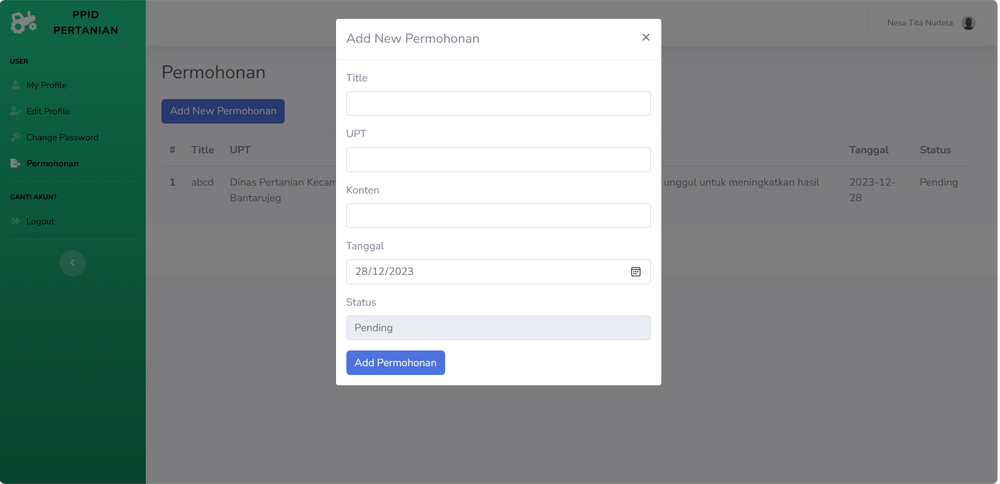 PPID
PERTANIAN
USER
My Profile
Edit Profile
Change Password
Permohonan
GANTI AKUN?
Logout
Nesa Tita Nurlela
Permohonan
Add New Permohonan
# Title UPT Tanggal Status
1 abcd Dinas Pertanian unggul untuk meningkatkan hasil 2023-12- Pending
Bantarujeg 28
Add New Permohonan
Title
UPT
Konten
Tanggal
28/12/2023
Status
Pending
Add Permohonan